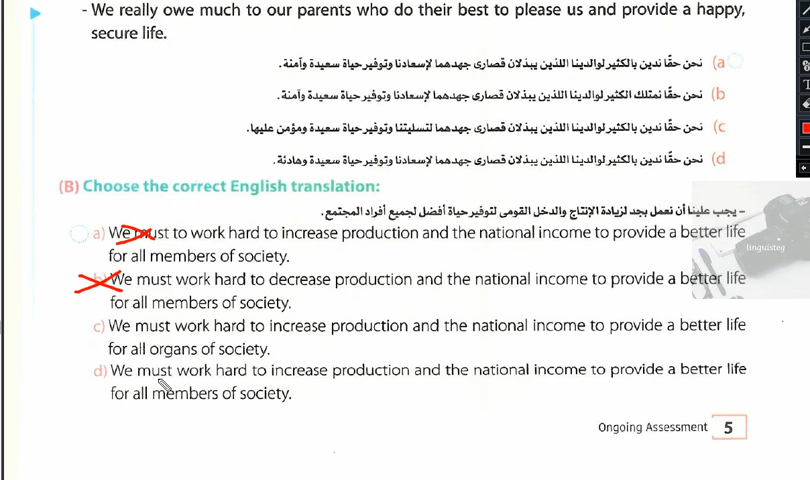 - We really owe much to our parents who do their best to please us and provide a happy,
secure life.
a) نحن حقًا ندين بالكثير لوالدينا اللذين يبذلان قصارى جهدهما لإسعادنا وتوفير حياة سعيدة وآمنة.
b) نحن حقًا نمتلك الكثير لوالدينا اللذين يبذلان قصارى جهدهما لإسعادنا وتوفير حياة سعيدة وآمنة.
c) نحن حقًا ندين بالكثير لوالدينا اللذين يبذلان قصارى جهدهما لتسليتنا وتوفير حياة سعيدة ومؤمن عليها.
d) نحن حقًا ندين بالكثير لوالدينا اللذين يبذلان قصارى جهدهما لإسعادنا وتوفير حياة سعيدة وهادئة.
(B) Choose the correct English translation:
- يجب علينا أن نعمل بجد لزيادة الإنتاج والدخل القومى لتوفير حياة أفضل لجميع أفراد المجتمع.
a) We must to work hard to increase production and the national income to provide a better life
for all members of society.
b) We must work hard to decrease production and the national income to provide a better life
for all members of society.
c) We must work hard to increase production and the national income to provide a better life
for all organs of society.
d) We must work hard to increase production and the national income to provide a better life
for all members of society.
Ongoing Assessment 5
linguisteg